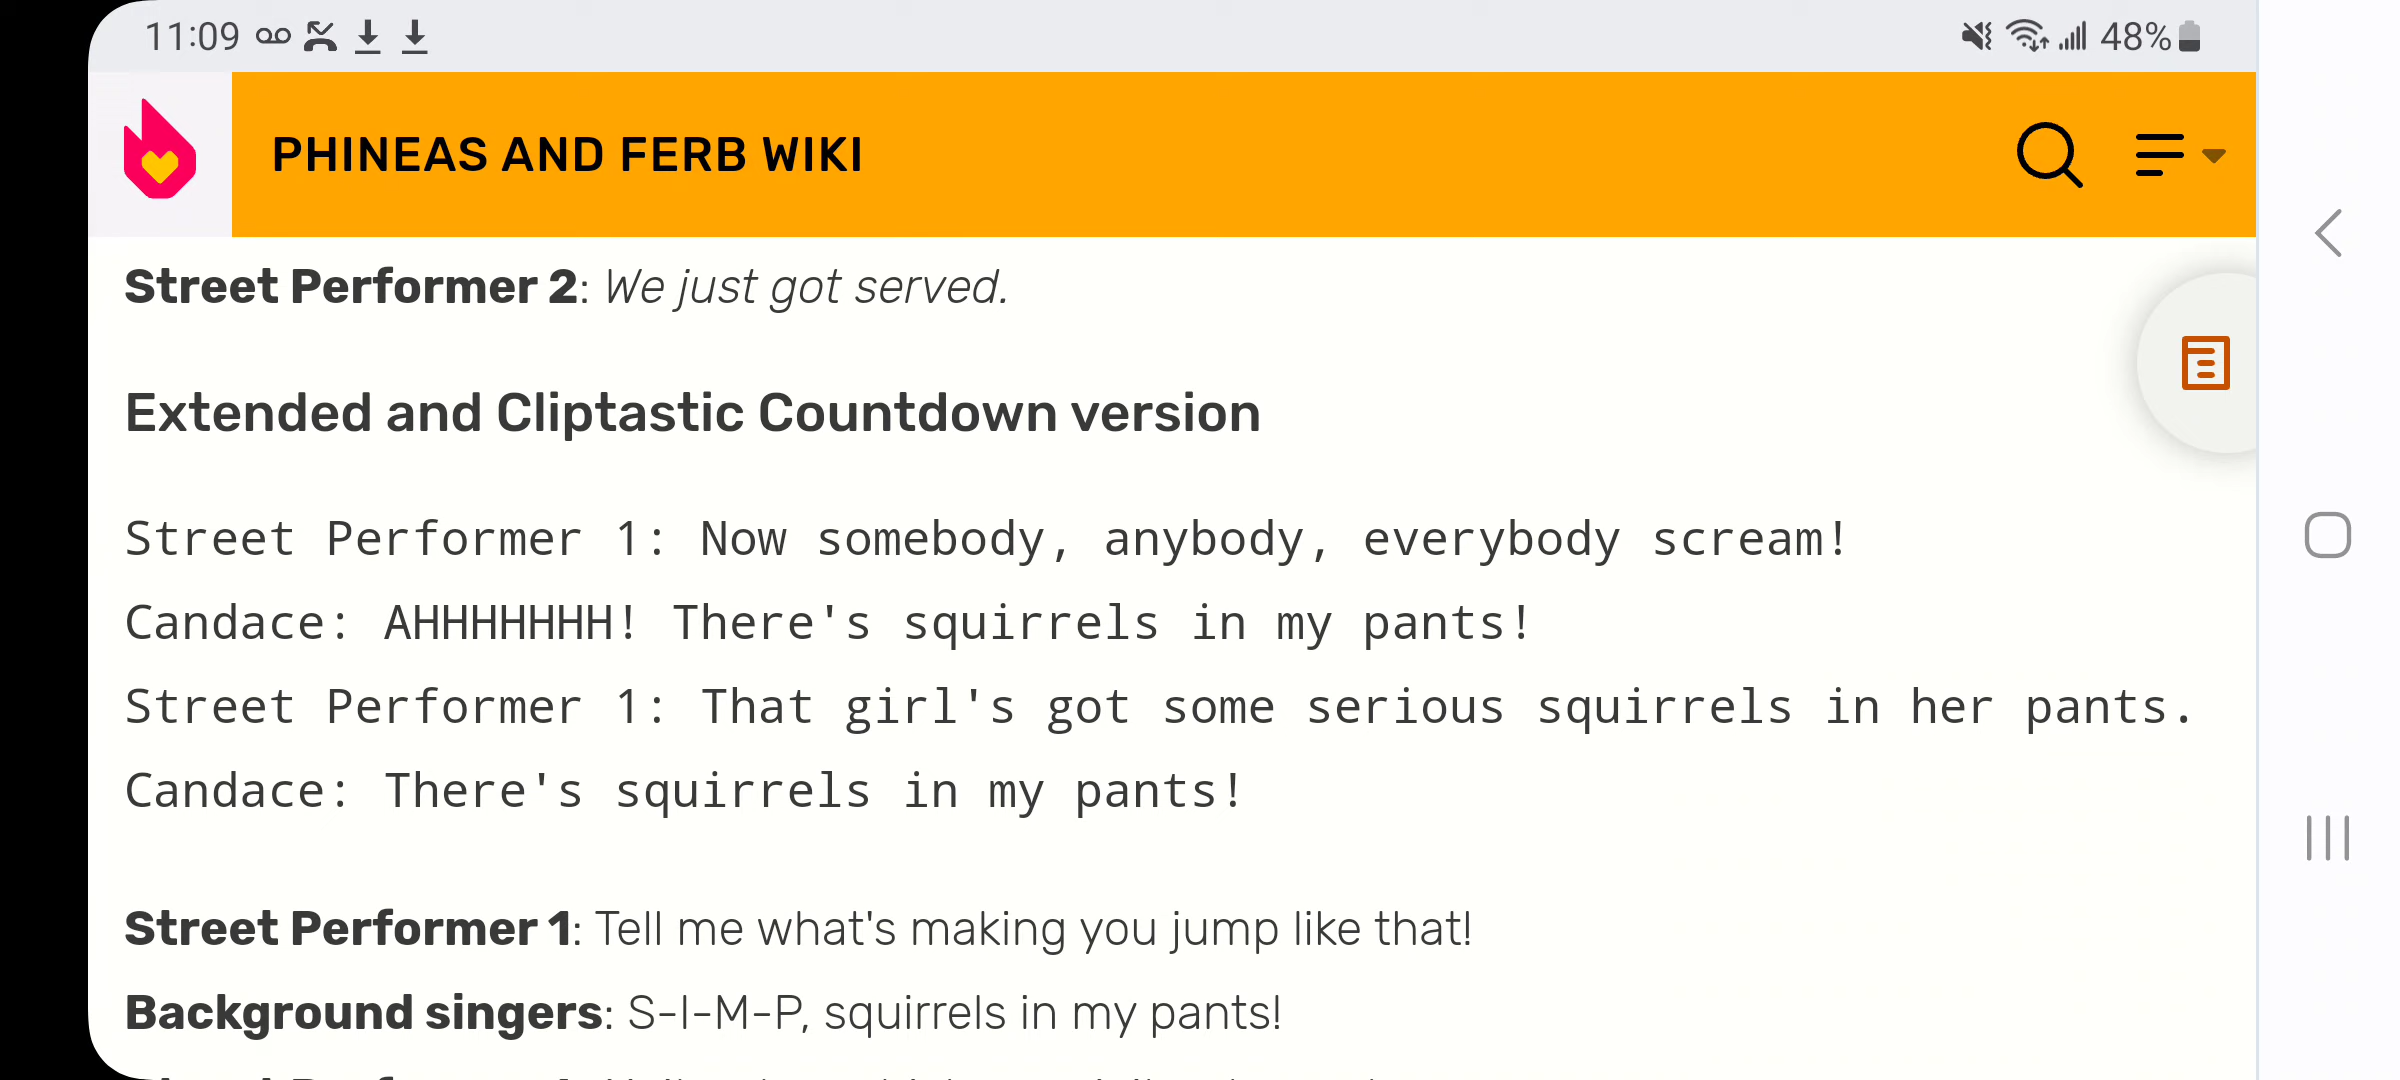 11:09
48%
PHINEAS AND FERB WIKI
Street Performer 2: We just got served.
Extended and Cliptastic Countdown version
Street Performer 1: Now somebody, anybody, everybody scream!
Candace: AHHHHHHH! There's squirrels in my pants!
Street Performer 1: That girl's got some serious squirrels in her pants.
Candace: There's squirrels in my pants!
Street Performer 1: Tell me what's making you jump like that!
Background singers: S-I-M-P, squirrels in my pants!